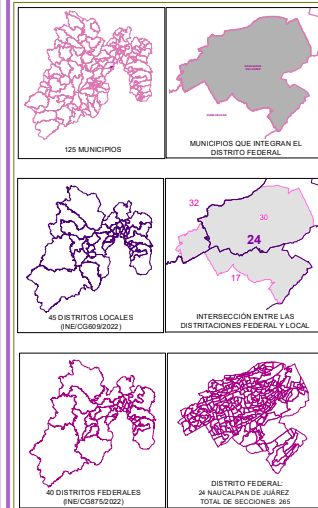 125 MUNICIPIOS
MUNICIPIOS QUE INTEGRAN EL
DISTRITO FEDERAL
45 DISTRITOS LOCALES
(INE/CG609/2022)
32
30
24
17
INTERSECCIÓN ENTRE LAS
DISTRITACIONES FEDERAL Y LOCAL
40 DISTRITOS FEDERALES
(INE/CG875/2022)
DISTRITO FEDERAL:
24 NAUCALPAN DE JUÁREZ
TOTAL DE SECCIONES: 265